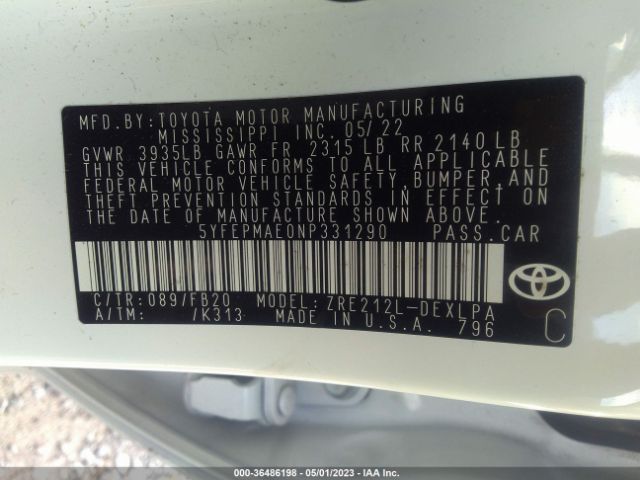 MFD. BY: TOYOTA MOTOR MANUFACTURING
MISSISSIPPI INC. 05/22
GVWR 3935LB GAWR FR 2315 LB RR 2140 LB
THIS VEHICLE CONFORMS TO ALL APPLICABLE
FEDERAL MOTOR VEHICLE SAFETY, BUMPER, AND
THEFT PREVENTION STANDARDS IN EFFECT ON
THE DATE OF MANUFACTURE SHOWN ABOVE.
5YFEPMAE0NP331290 PASS. CAR
C/TR: 089/FB20 MODEL: ZRE212L-DEXLPA
A/TM: /K313 MADE IN U.S.A. 796
C
000-36486198 - 05/01/2023 - IAA Inc.